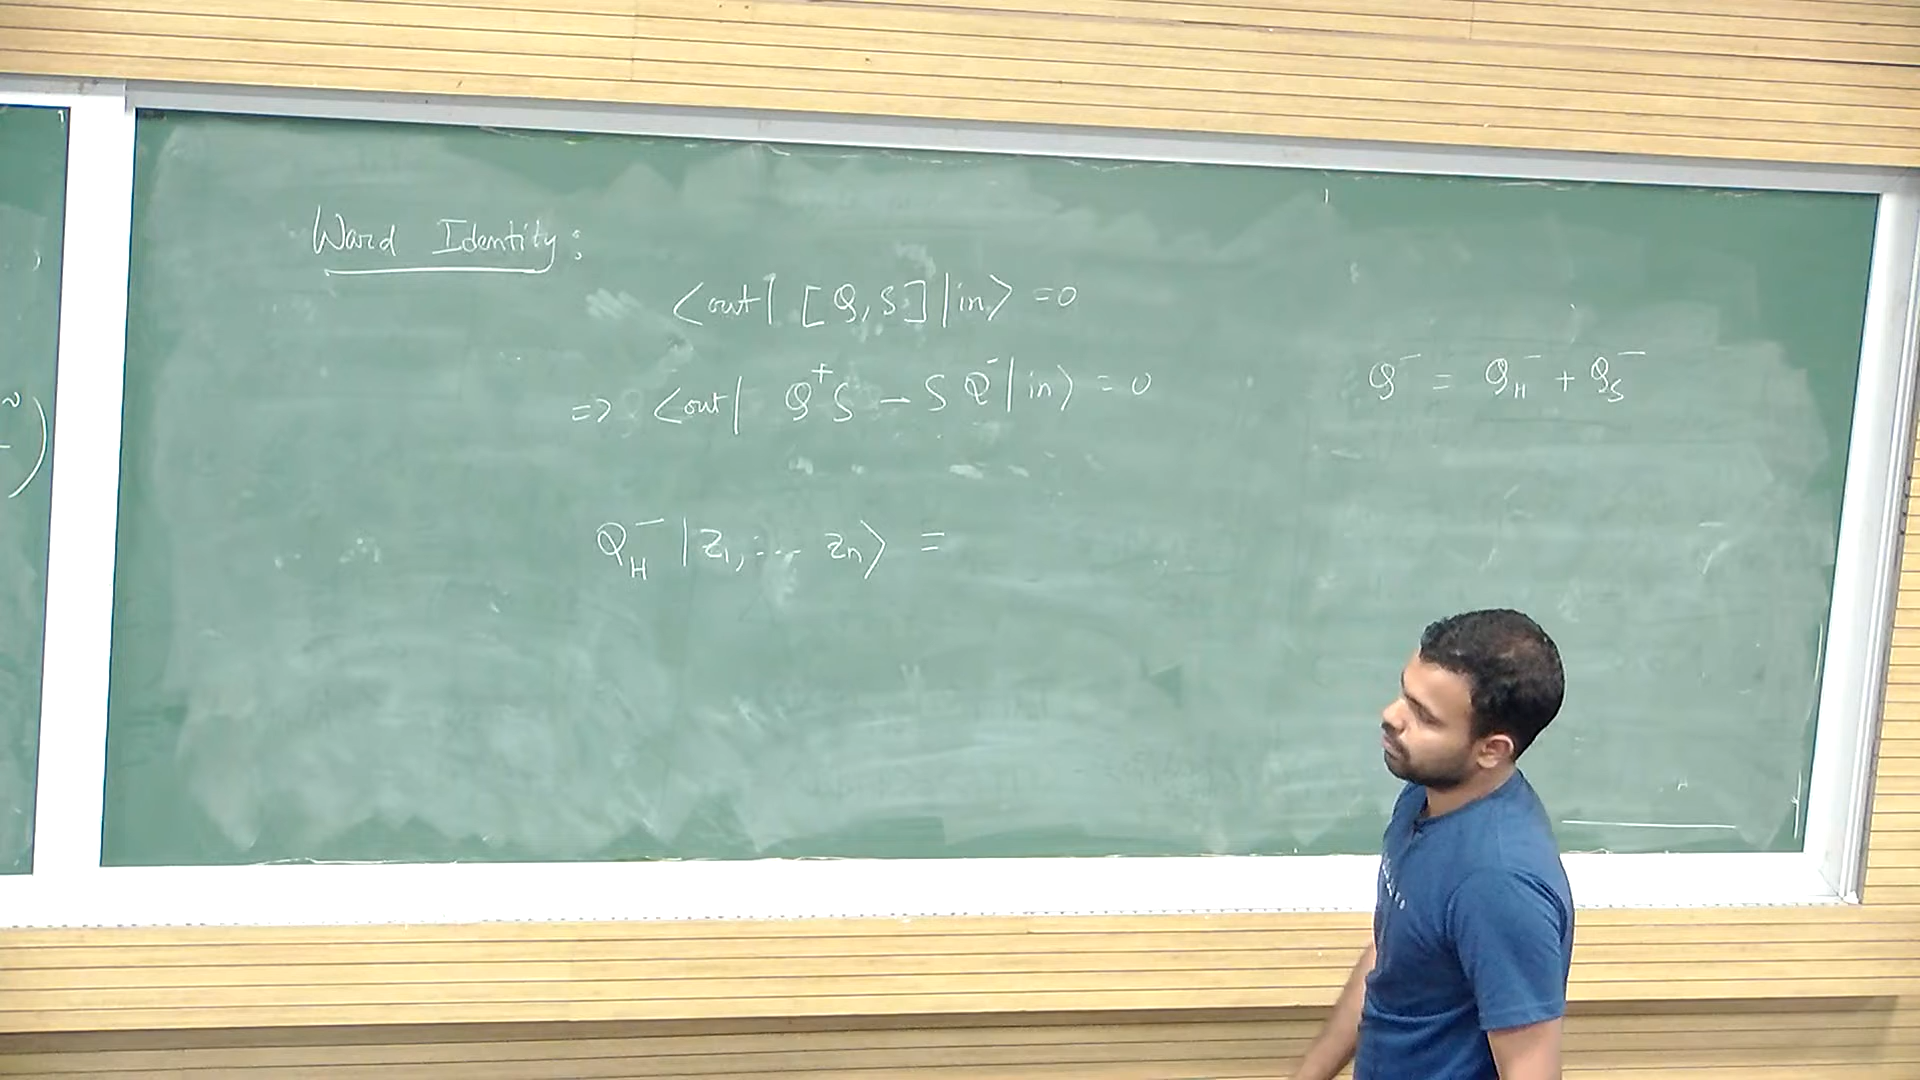 Ward Identity:
<out| [Q,S] |in> = 0
=> <out| Q⁺S - S Q⁻ |in> = 0
Q⁻ = Q_H⁻ + Q_S⁻
Q_H⁻ |z₁, .... zₙ> =